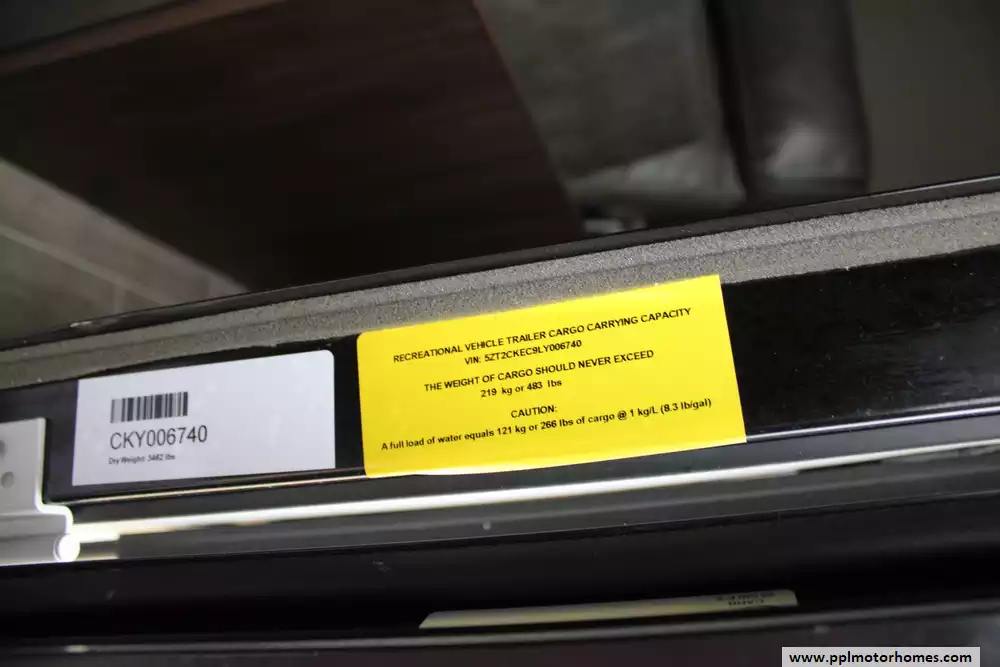 RECREATIONAL VEHICLE TRAILER CARGO CARRYING CAPACITY
VIN: 5ZT2CKEC9LY006740
THE WEIGHT OF CARGO SHOULD NEVER EXCEED
219 kg or 483 lbs
CAUTION:
A full load of water equals 121 kg or 266 lbs of cargo @ 1 kg/L (8.3 lb/gal)
CKY006740
Dry Weight: 3462 lbs
www.pplmotorhomes.com